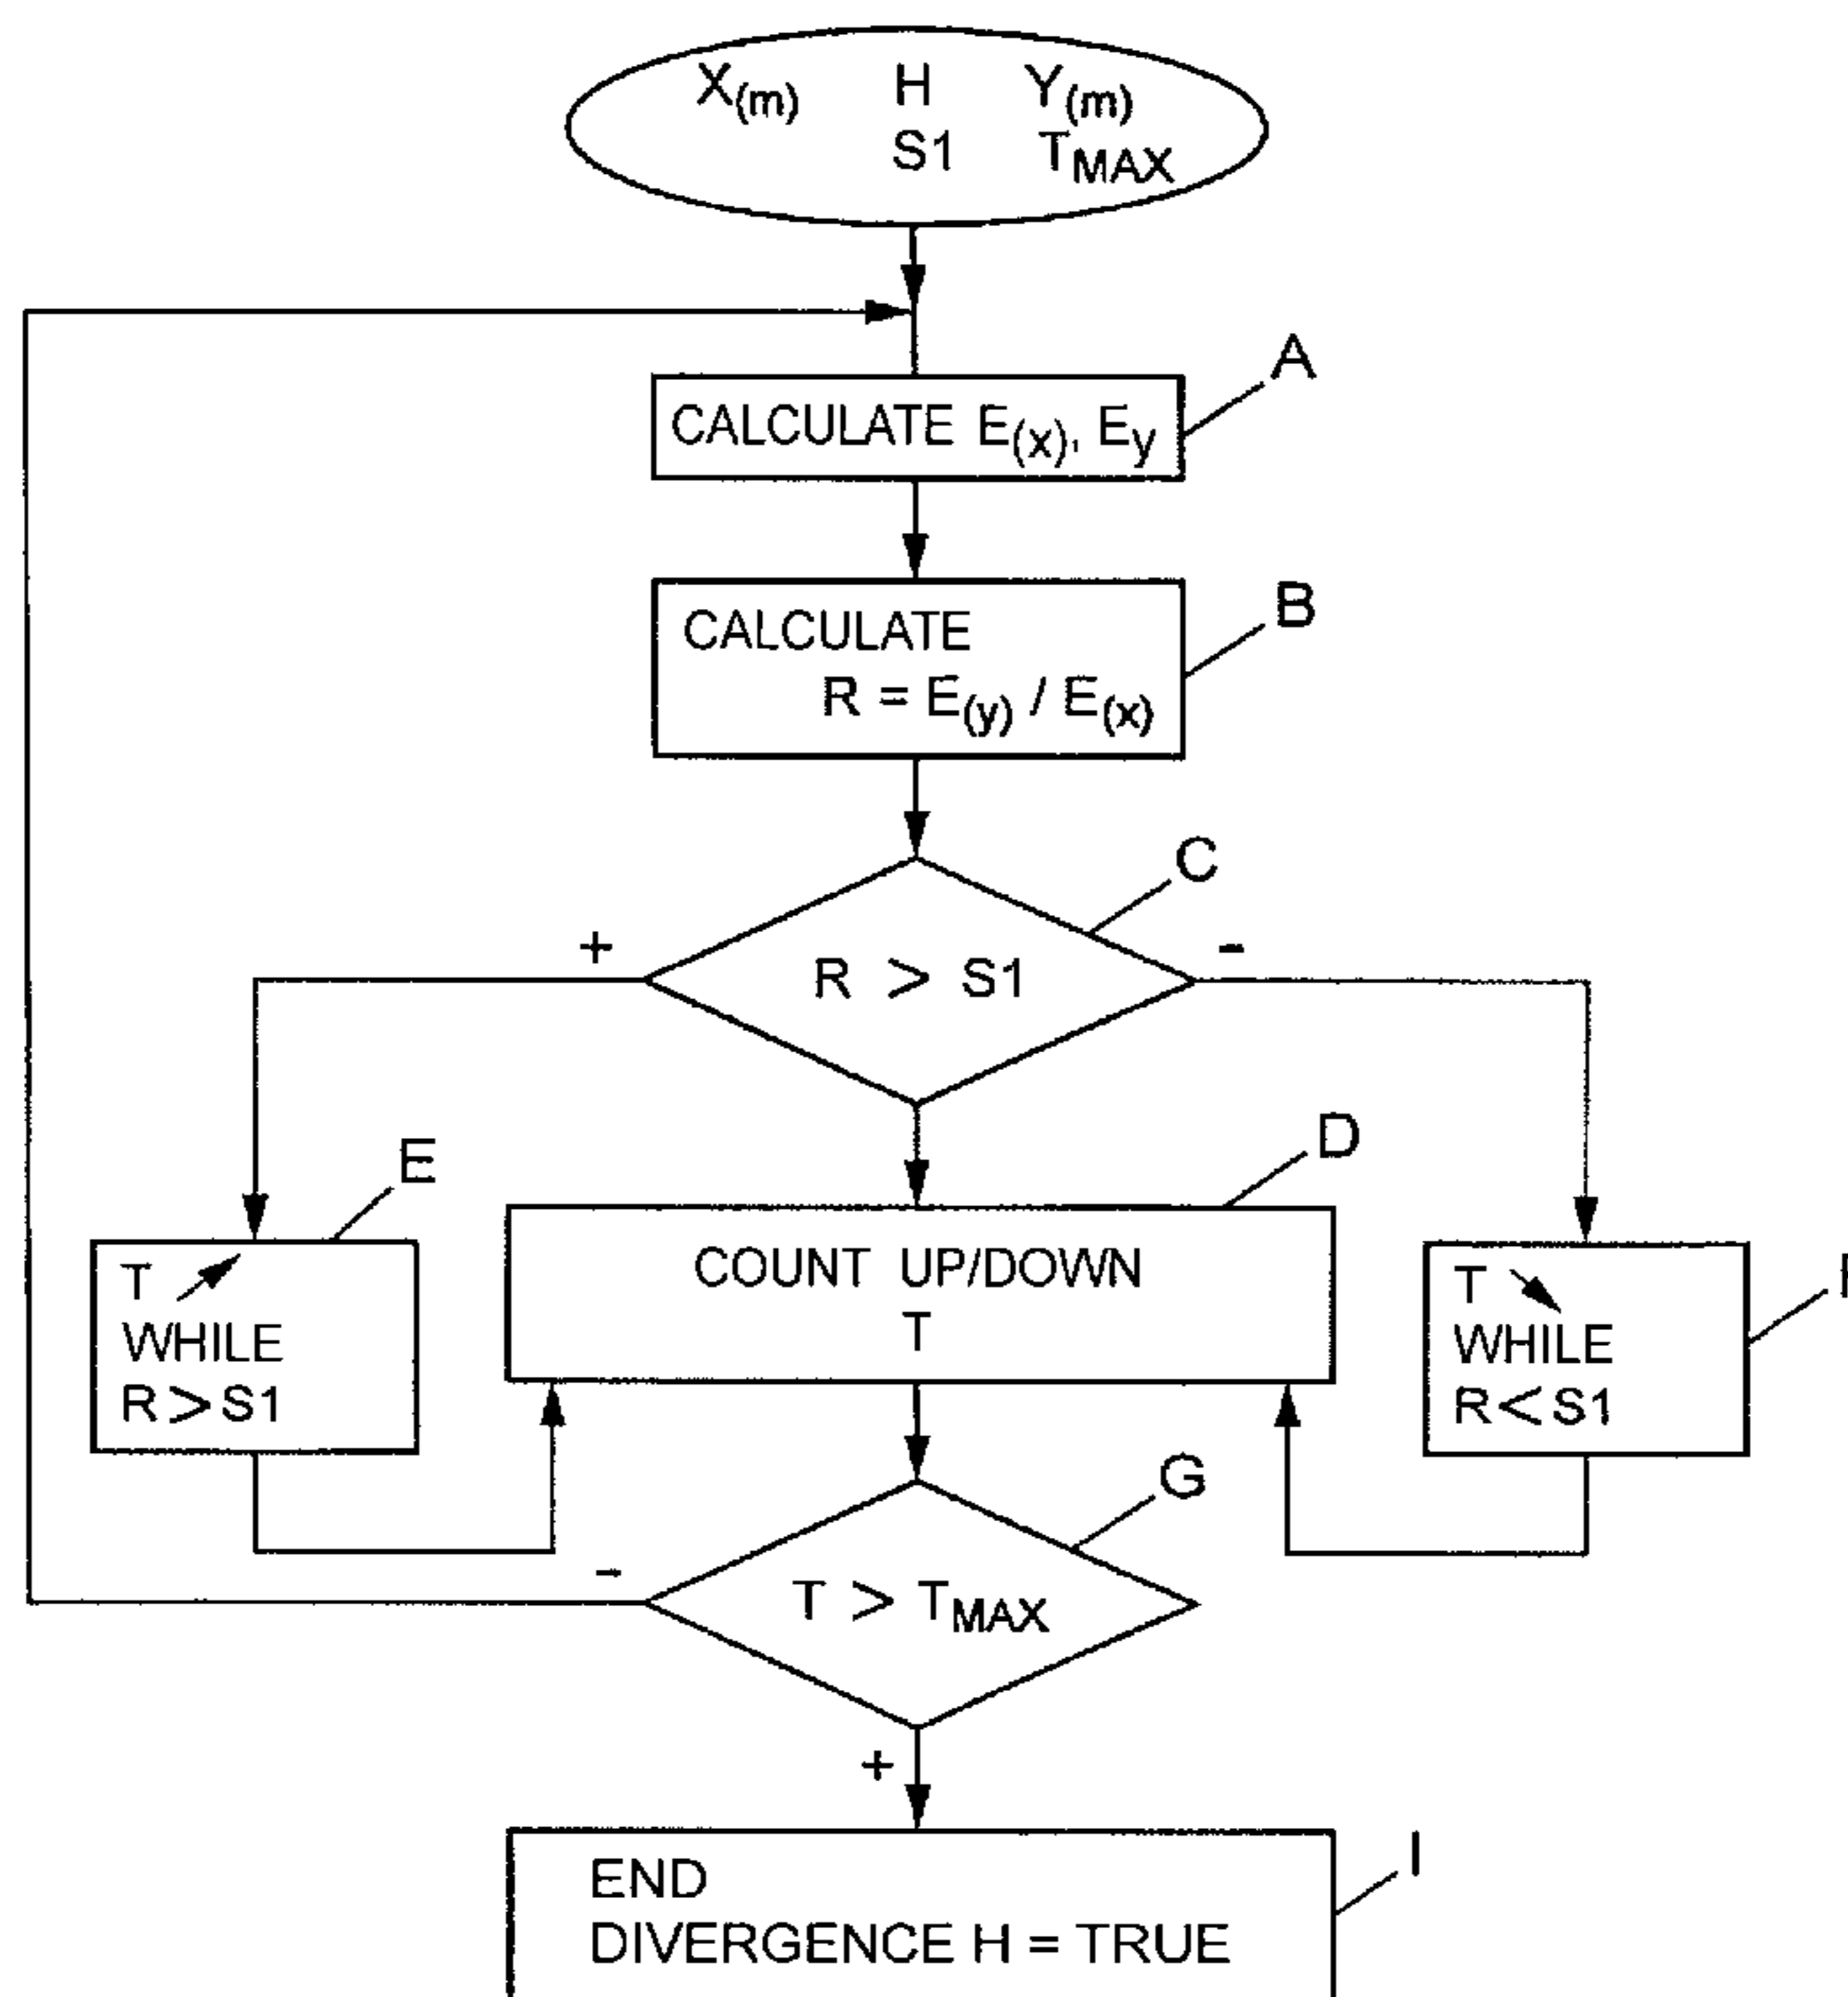 X(m) H Y(m)
S1 TMAX
A
CALCULATE E(x), Ey
B
CALCULATE
R = E(y) / E(x)
C
+
-
R > S1
D
E
COUNT UP/DOWN
T
T
WHILE
R > S1
T
WHILE
R < S1
G
-
T > TMAX
+
I
END
DIVERGENCE H = TRUE